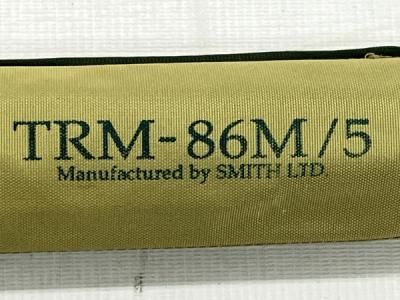 TRM-86M/5
Manufactured by SMITH LTD.